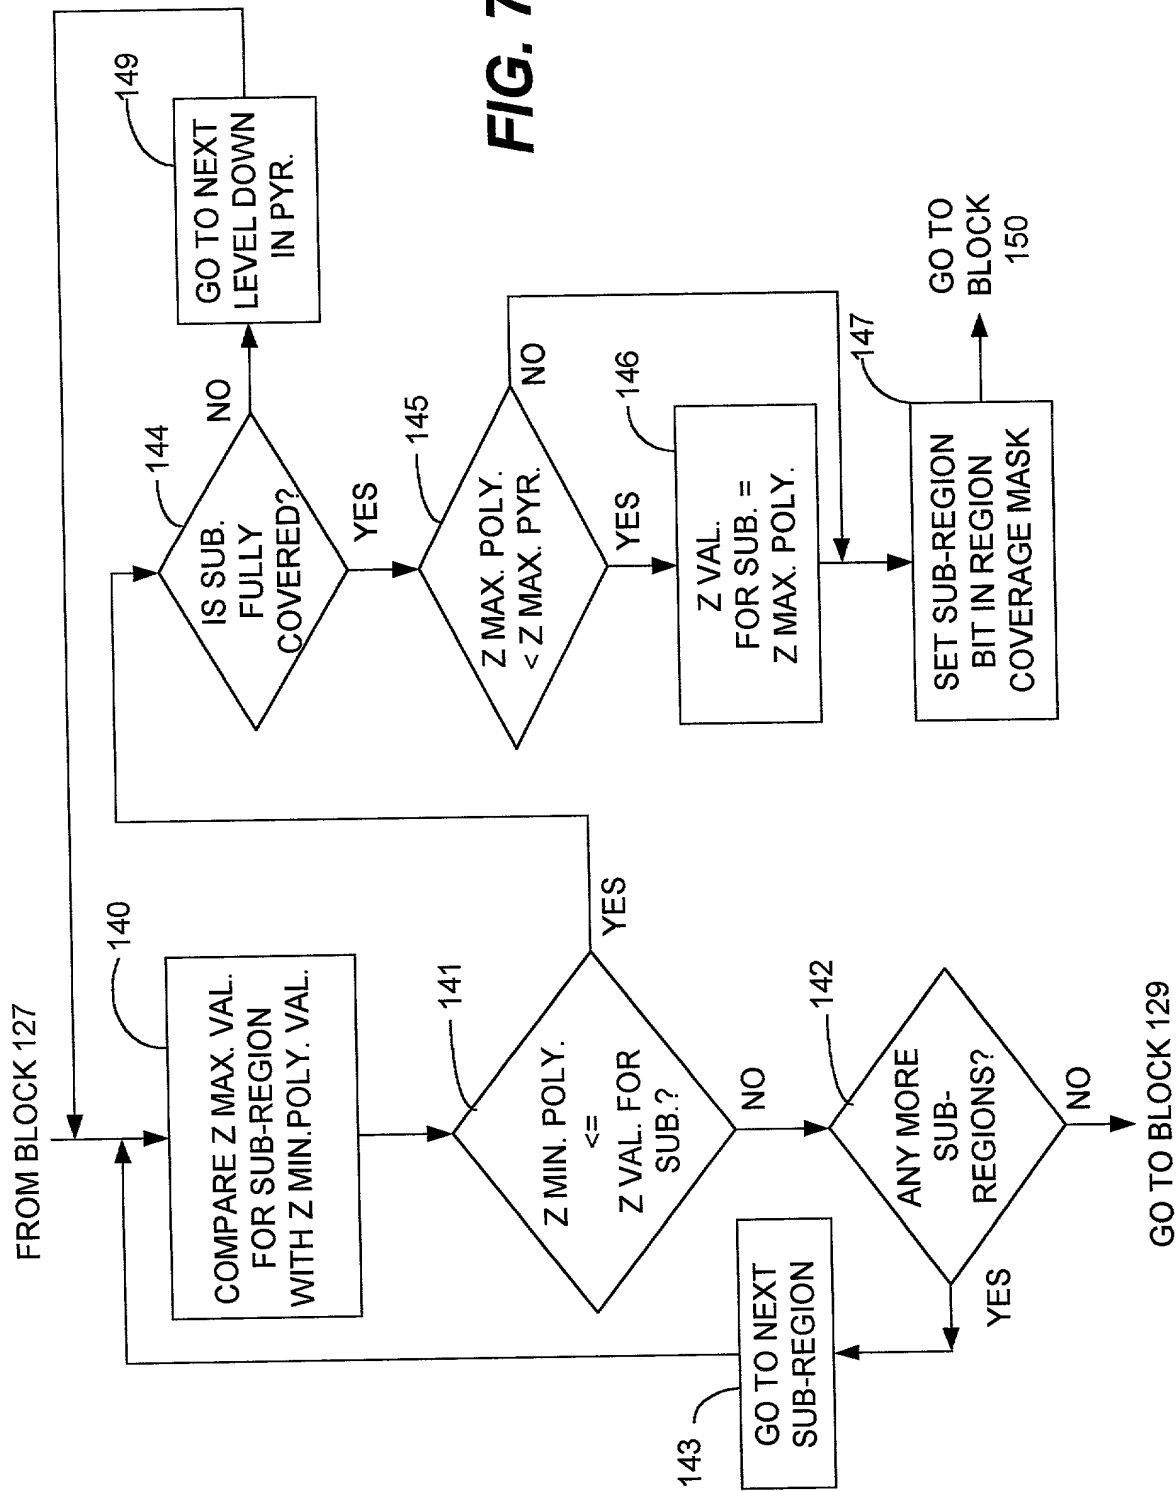 FROM BLOCK 127
140
COMPARE Z MAX. VAL.
FOR SUB-REGION
WITH Z MIN.POLY. VAL.
141
Z MIN. POLY.
<=
Z VAL. FOR
SUB.?
YES
NO
142
ANY MORE
SUB-
REGIONS?
YES
NO
143
GO TO NEXT
SUB-REGION
GO TO BLOCK 129
144
IS SUB.
FULLY
COVERED?
NO
YES
149
GO TO NEXT
LEVEL DOWN
IN PYR.
145
Z MAX. POLY.
< Z MAX. PYR.
NO
YES
146
Z VAL.
FOR SUB. =
Z MAX. POLY.
147
SET SUB-REGION
BIT IN REGION
COVERAGE MASK
GO TO
BLOCK
150
FIG. 7